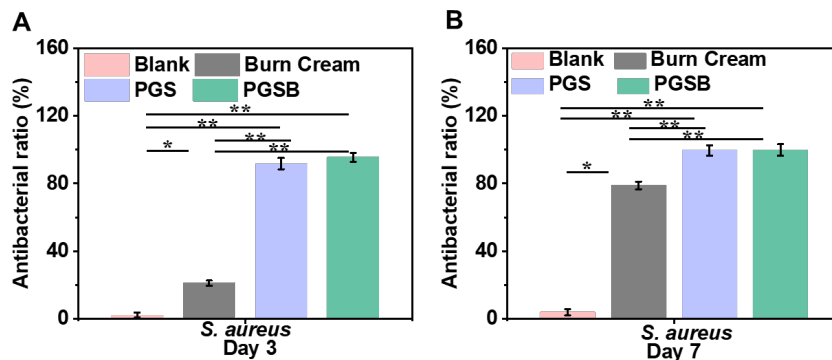 A
Antibacterial ratio (%)
160
120
80
40
0
Blank
Burn Cream
PGS
PGSB
**
**
**
*
**
S. aureus
Day 3
B
Antibacterial ratio (%)
160
120
80
40
0
Blank
Burn Cream
PGS
PGSB
**
**
**
**
*
S. aureus
Day 7